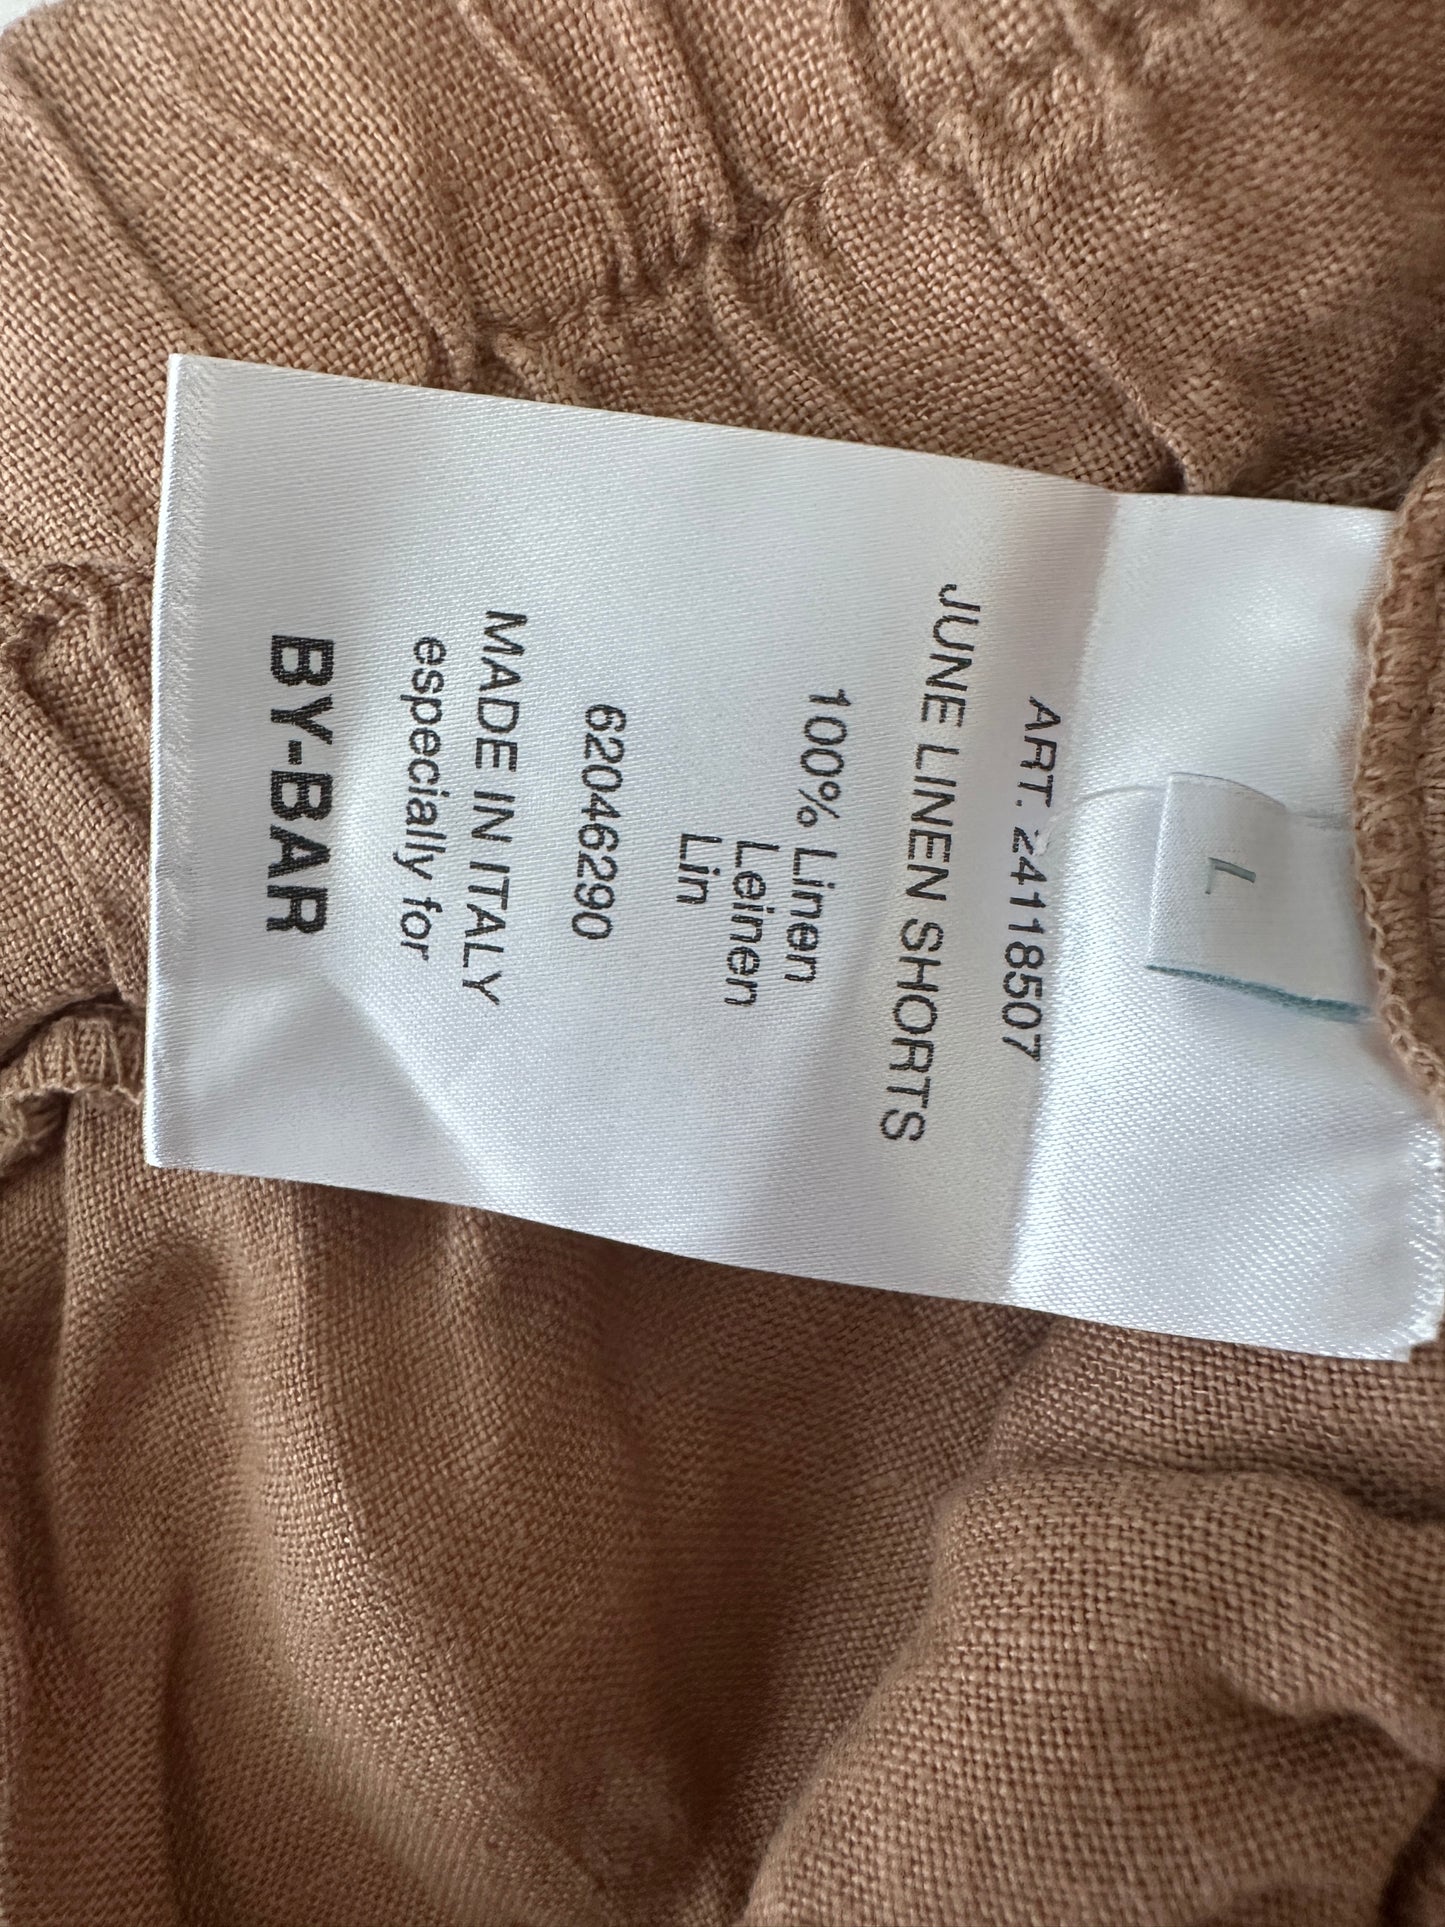 L
ART. 24118507
JUNE LINEN SHORTS
100% Linen
Leinen
Lin
62046290
MADE IN ITALY
especially for
BY-BAR